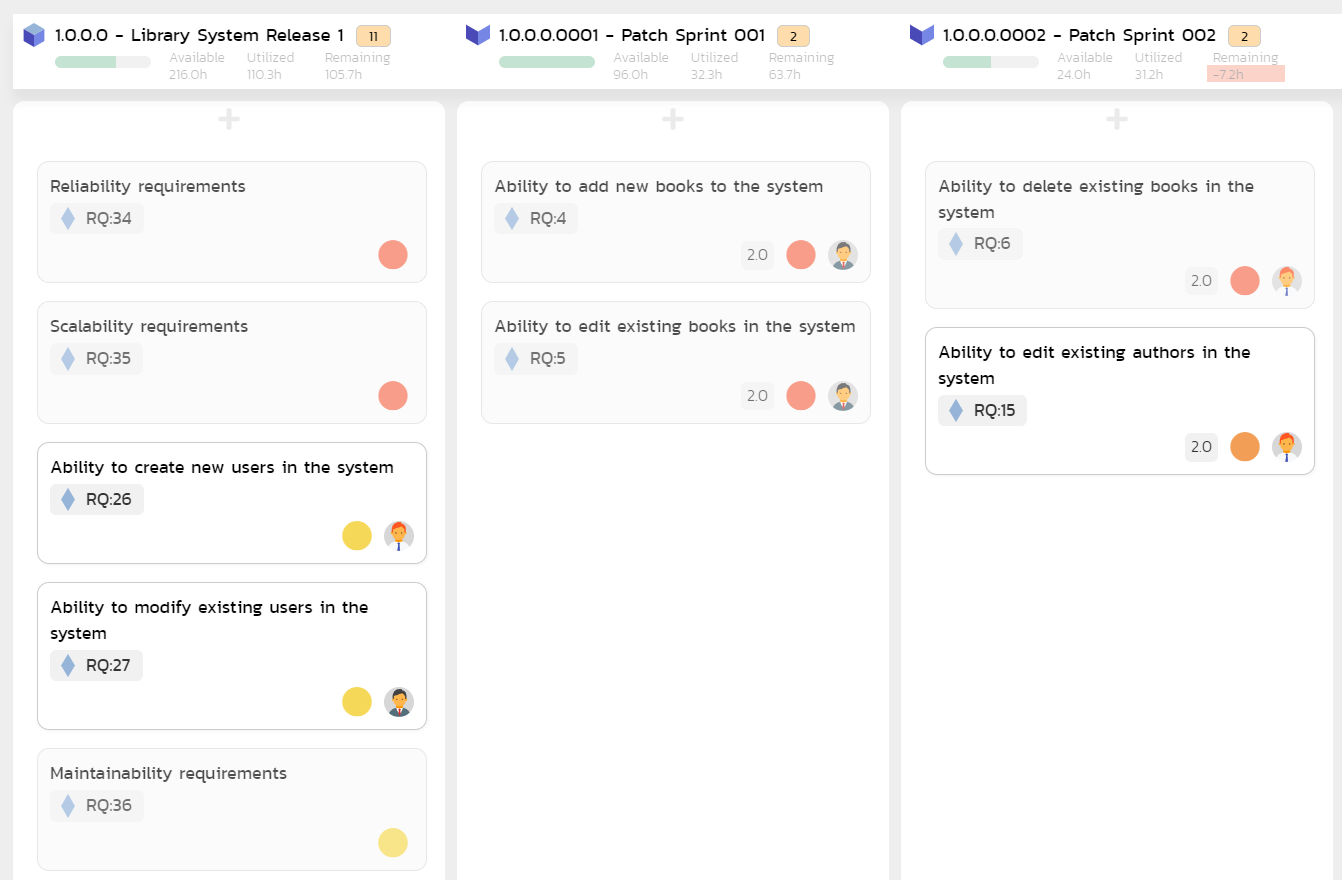 1.0.0.0 - Library System Release 1 11
Available Utilized Remaining
216.0h 110.3h 105.7h
Reliability requirements
RQ:34
Scalability requirements
RQ:35
Ability to create new users in the system
RQ:26
Ability to modify existing users in the
system
RQ:27
Maintainability requirements
RQ:36
1.0.0.0.0001 - Patch Sprint 001 2
Available Utilized Remaining
96.0h 32.3h 63.7h
Ability to add new books to the system
RQ:4
2.0
Ability to edit existing books in the system
RQ:5
2.0
1.0.0.0.0002 - Patch Sprint 002 2
Available Utilized Remaining
24.0h 31.2h -7.2h
Ability to delete existing books in the
system
RQ:6
2.0
Ability to edit existing authors in the
system
RQ:15
2.0